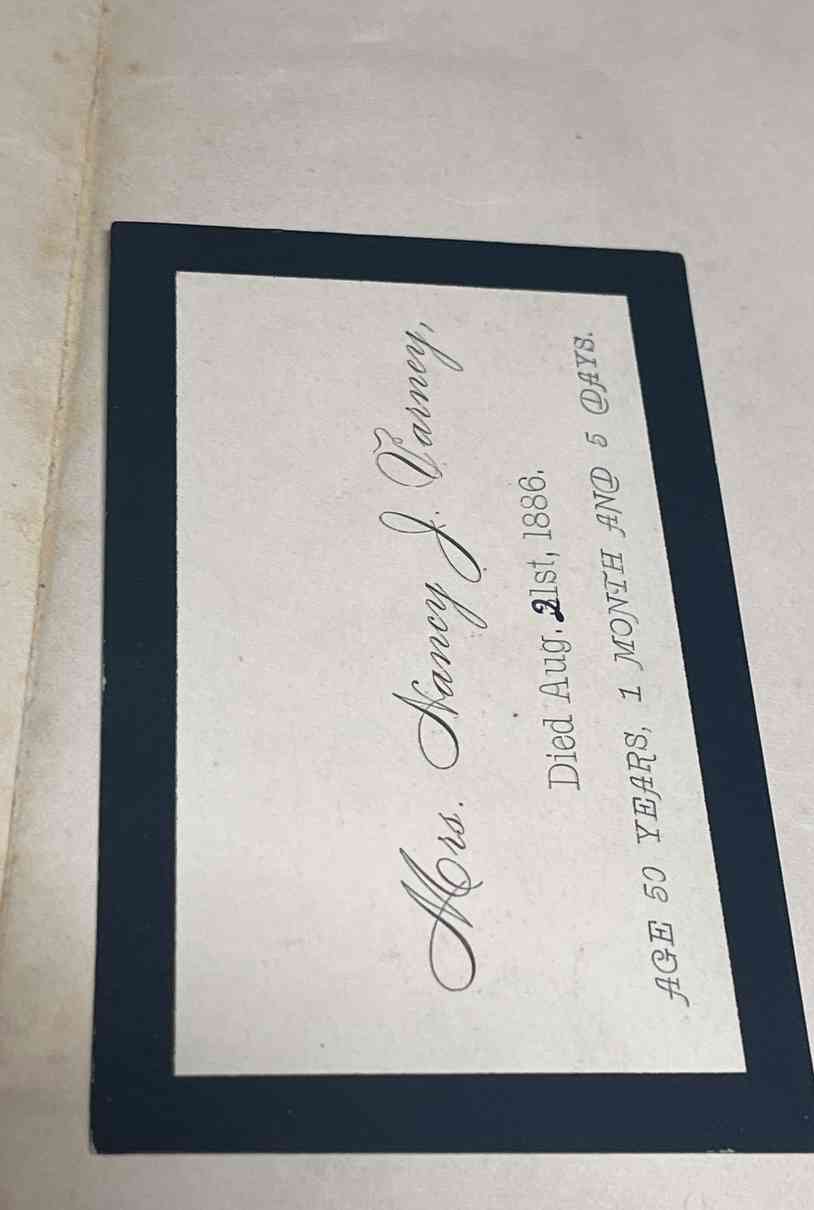 Mrs. Nancy J. Varney,
Died Aug. 21st, 1886.
AGE 50 YEARS, 1 MONTH AND 5 DAYS.